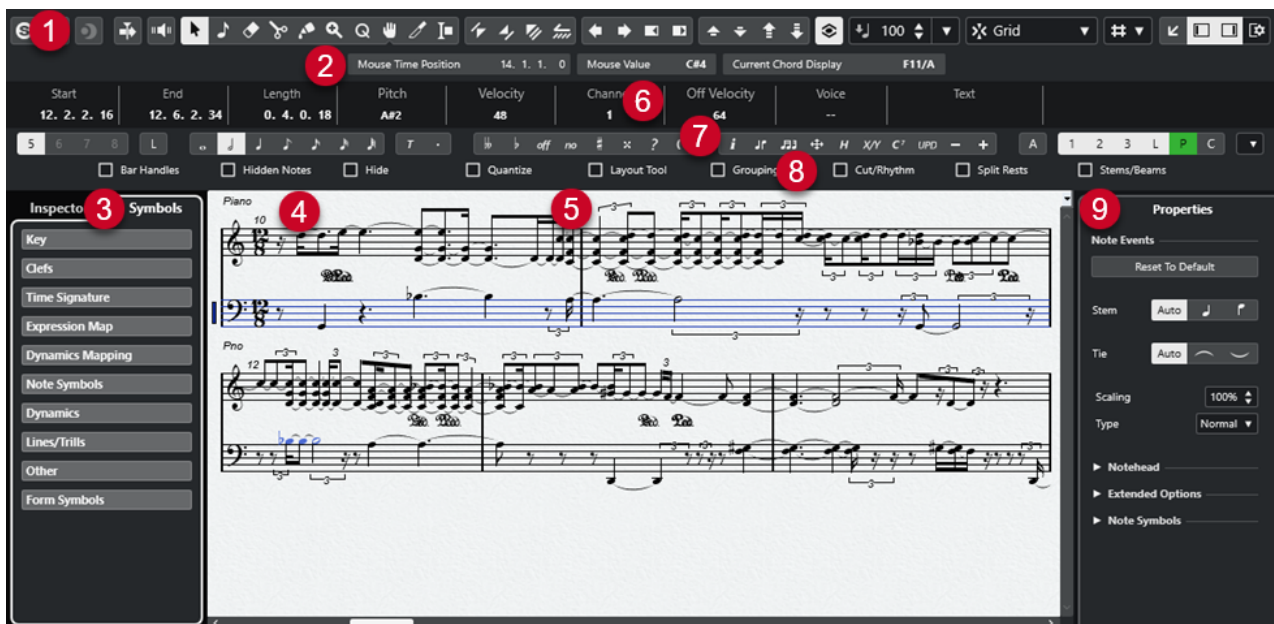 1 100 Grid
2 Mouse Time Position 14. 1. 1. 0 Mouse Value C#4 Current Chord Display F11/A
Start End Length Pitch Velocity Chann 6 Off Velocity Voice Text
12. 2. 2. 16 12. 6. 2. 34 0. 4. 0. 18 A#2 48 1 64 --
5 6 7 8 L T . off no ? 7 i H X/Y C7 UPD A 1 2 3 L P C
Bar Handles Hidden Notes Hide Quantize Layout Tool Grouping 8 Cut/Rhythm Split Rests Stems/Beams
Inspecto 3 Symbols
Key
Clefs
Time Signature
Expression Map
Dynamics Mapping
Note Symbols
Dynamics
Lines/Trills
Other
Form Symbols
Piano 4 5
10
Pno
12
9 Properties
Note Events
Reset To Default
Stem Auto
Tie Auto
Scaling 100%
Type Normal
Notehead
Extended Options
Note Symbols